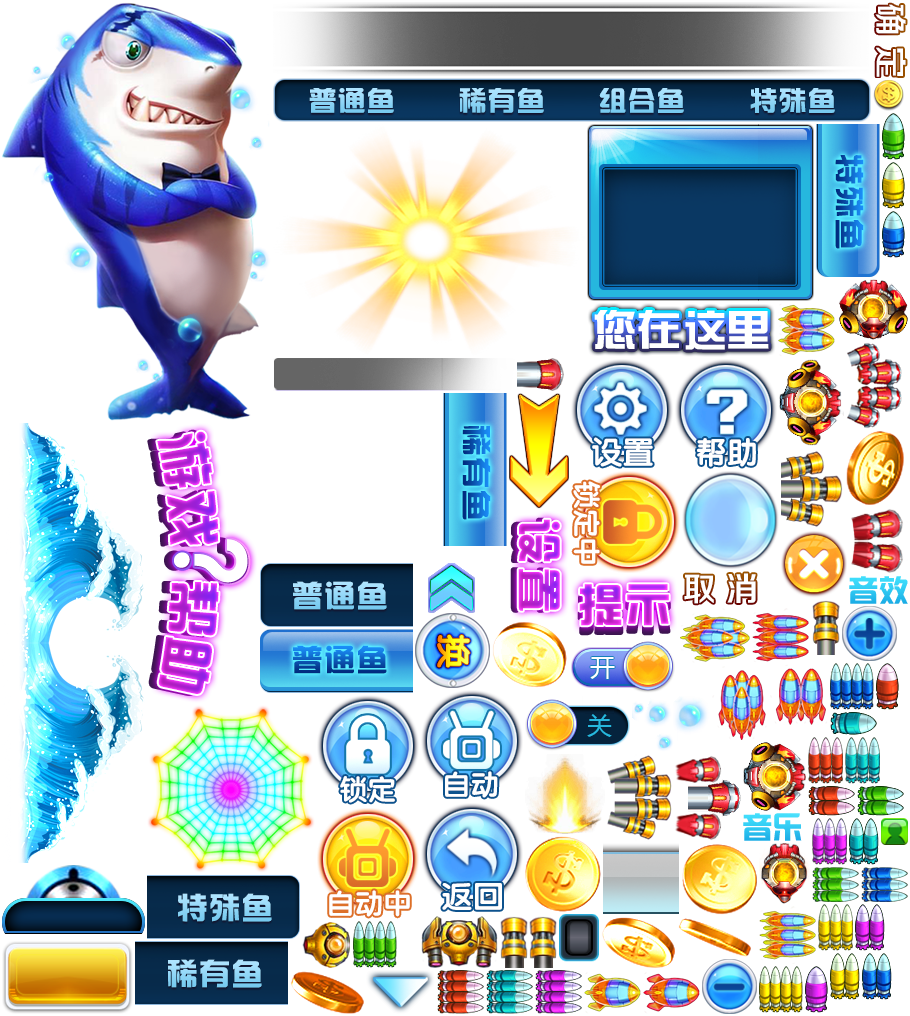 确定
普通鱼 稀有鱼 组合鱼 特殊鱼
特殊鱼
您在这里
设置 帮助
稀有鱼
锁定中
游戏?帮助
设置
取消
音效
提示
普通鱼
换
普通鱼
开
关
锁定 自动
音乐
自动中 返回
特殊鱼
稀有鱼